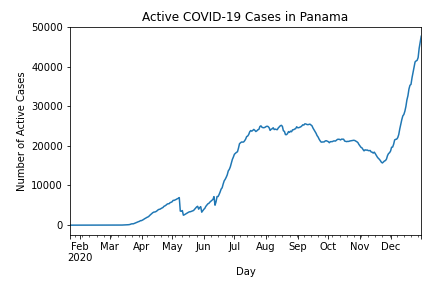 Active COVID-19 Cases in Panama
Number of Active Cases
50000
40000
30000
20000
10000
0
Feb Mar Apr May Jun Jul Aug Sep Oct Nov Dec
2020
Day